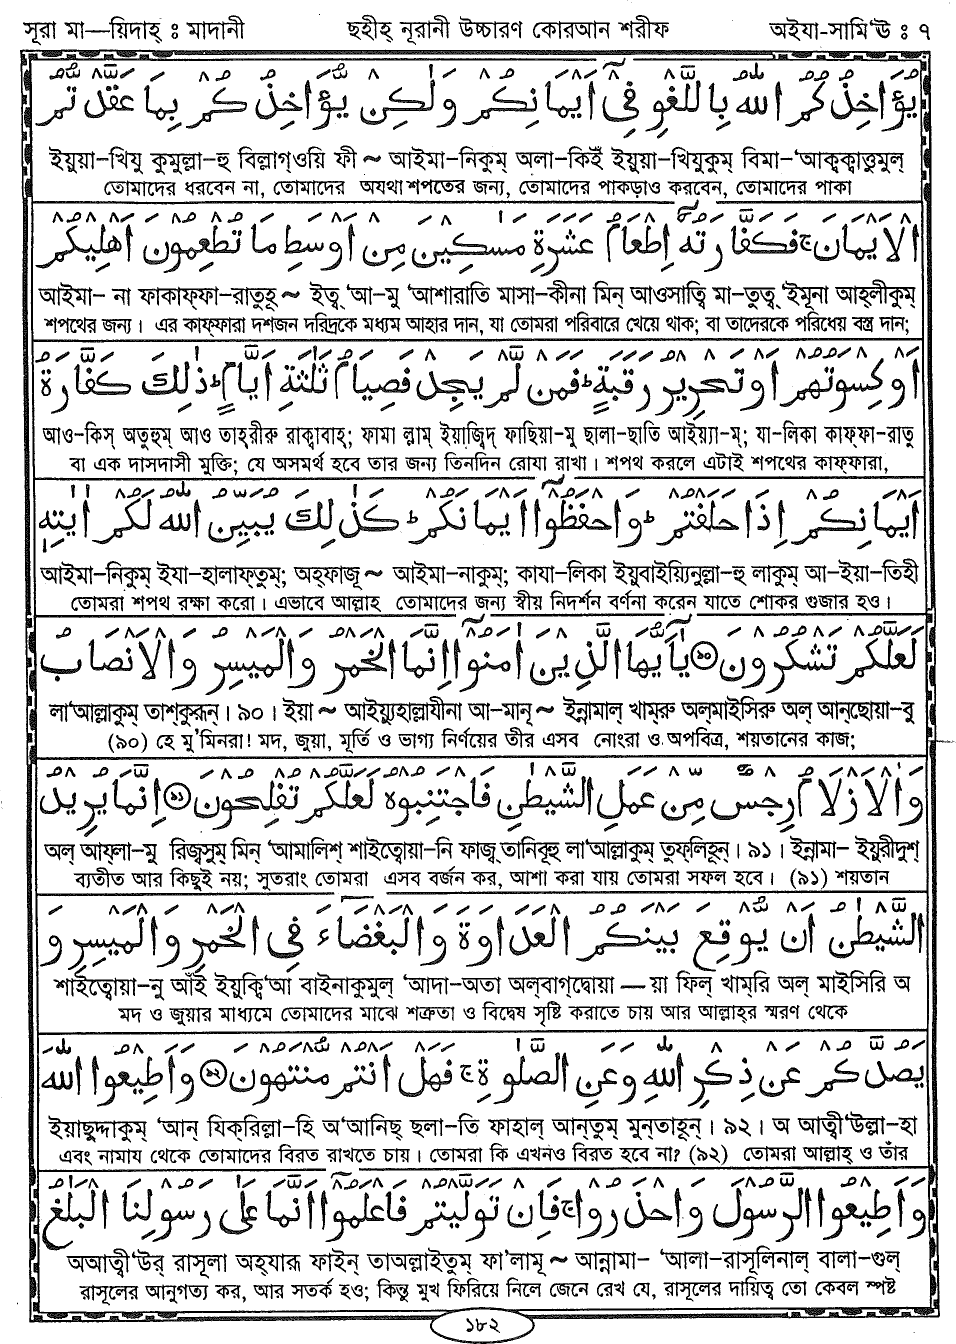 সূরা মা—য়িদাহ্ ঃ মাদানী ছহীহ্ নূরানী উচ্চারণ কোরআন শরীফ অইযা-সামি'ঊ ঃ ৭
يُؤَاخِذُكُمُ اللّٰهُ بِاللَّغْوِ فِيْٓ اَيْمَانِكُمْ وَلٰكِنْ يُّؤَاخِذُكُمْ بِمَا عَقَّدْتُّمُ
ইয়ুয়া-খিযু কুমুল্লা-হু বিল্লাগ্‌ওয়ি ফী ~ আইমা-নিকুম্ অলা-কিইঁ ইয়ুয়া-খিযুকুম্ বিমা-'আক্বক্বাত্তুমুল্
তোমাদের ধরবেন না, তোমাদের অযথা শপতের জন্য, তোমাদের পাকড়াও করবেন, তোমাদের পাকা
الْاَيْمَانَ ۚ فَكَفَّارَتُهٗٓ اِطْعَامُ عَشَرَةِ مَسٰكِيْنَ مِنْ اَوْسَطِ مَا تُطْعِمُوْنَ اَهْلِيْكُمْ
আইমা- না ফাকাফ্‌ফা-রাতুহূ ~ ইত্ব্ 'আ-মু 'আশারাতি মাসা-কীনা মিন্ আওসাত্বি মা-তুত্ব্ 'ইমূনা আহ্‌লীকুম্
শপথের জন্য। এর কাফ্‌ফারা দশজন দরিদ্রকে মধ্যম আহার দান, যা তোমরা পরিবারে খেয়ে থাক; বা তাদেরকে পরিধেয় বস্ত্র দান;
اَوْ كِسْوَتُهُمْ اَوْ تَحْرِيْرُ رَقَبَةٍ ؕ فَمَنْ لَّمْ يَجِدْ فَصِيَامُ ثَلٰثَةِ اَيَّامٍ ؕ ذٰلِكَ كَفَّارَةُ
আও-কিস্ অতুহুম্ আও তাহ্‌রীরু রাক্বাবাহ্; ফামা ল্লাম্ ইয়াজ্বিদ্ ফাছিয়া-মু ছালা-ছাতি আইয়্যা-ম্; যা-লিকা কাফ্‌ফা-রাতু
বা এক দাসদাসী মুক্তি; যে অসমর্থ হবে তার জন্য তিনদিন রোযা রাখা। শপথ করলে এটাই শপথের কাফ্‌ফারা,
اَيْمَانِكُمْ اِذَا حَلَفْتُمْ ؕ وَاحْفَظُوْٓا اَيْمَانَكُمْ ؕ كَذٰلِكَ يُبَيِّنُ اللّٰهُ لَكُمْ اٰيٰتِهٖ
আইমা-নিকুম্ ইযা-হালাফ্‌তুম্; অহ্‌ফাজূ ~ আইমা-নাকুম্; কাযা-লিকা ইয়ুবাইয়্যিনুল্লা-হু লাকুম্ আ-ইয়া-তিহী
তোমরা শপথ রক্ষা করো। এভাবে আল্লাহ তোমাদের জন্য স্বীয় নিদর্শন বর্ণনা করেন যাতে শোকর গুজার হও।
لَعَلَّكُمْ تَشْكُرُوْنَ ۝٩٠ يٰٓاَيُّهَا الَّذِيْنَ اٰمَنُوْٓا اِنَّمَا الْخَمْرُ وَالْمَيْسِرُ وَالْاَنْصَابُ
লা'আল্লাকুম্ তাশ্‌কুরূন্। ৯০। ইয়া ~ আইয়্যুহাল্লাযীনা আ-মানূ ~ ইন্নামাল্ খাম্‌রু অল্‌মাইসিরু অল্ আন্‌ছোয়া-বু
(৯০) হে মু'মিনরা! মদ, জুয়া, মূর্তি ও ভাগ্য নির্ণয়ের তীর এসব নোংরা ও অপবিত্র, শয়তানের কাজ;
وَالْاَزْلَامُ رِجْسٌ مِّنْ عَمَلِ الشَّيْطٰنِ فَاجْتَنِبُوْهُ لَعَلَّكُمْ تُفْلِحُوْنَ ۝٩١ اِنَّمَا يُرِيْدُ
অল্ আয্‌লা-মু রিজ্বসুম্ মিন্ 'আমালিশ্ শাইত্বোয়া-নি ফাজ্ব্ তানিবূহু লা'আল্লাকুম্ তুফ্‌লিহূন্। ৯১। ইন্নামা- ইয়ুরীদুশ্
ব্যতীত আর কিছুই নয়; সুতরাং তোমরা এসব বর্জন কর, আশা করা যায় তোমরা সফল হবে। (৯১) শয়তান
الشَّيْطٰنُ اَنْ يُّوْقِعَ بَيْنَكُمُ الْعَدَاوَةَ وَالْبَغْضَآءَ فِي الْخَمْرِ وَالْمَيْسِرِ وَ
শাইত্বোয়া-নু আঁই ইয়ুক্বি'আ বাইনাকুমুল্ 'আদা-অতা অল্‌বাগ্‌দ্বোয়া — য়া ফিল্ খাম্‌রি অল্ মাইসিরি অ
মদ ও জুয়ার মাধ্যমে তোমাদের মাঝে শত্রুতা ও বিদ্বেষ সৃষ্টি করাতে চায় আর আল্লাহ্‌র স্মরণ থেকে
يَصُدَّكُمْ عَنْ ذِكْرِ اللّٰهِ وَعَنِ الصَّلٰوةِ ۚ فَهَلْ اَنْتُمْ مُّنْتَهُوْنَ ۝٩٢ وَاَطِيْعُوا اللّٰهَ
ইয়াছুদ্দাকুম্ 'আন্ যিক্‌রিল্লা-হি অ'আনিছ্ ছলা-তি ফাহাল্ আন্‌তুম্ মুন্‌তাহূন্। ৯২। অ আত্বী'উল্লা-হা
এবং নামায থেকে তোমাদের বিরত রাখতে চায়। তোমরা কি এখনও বিরত হবে না? (৯২) তোমরা আল্লাহ্ ও তাঁর
وَاَطِيْعُوا الرَّسُوْلَ وَاحْذَرُوْا ۚ فَاِنْ تَوَلَّيْتُمْ فَاعْلَمُوْٓا اَنَّمَا عَلٰى رَسُوْلِنَا الْبَلٰغُ
অআত্বী'উর্ রাসূলা অহ্‌যারূ ফাইন্ তাঅল্লাইতুম্ ফা'লামূ ~ আন্নামা- 'আলা-রাসূলিনাল্ বালা-গুল্
রাসূলের আনুগত্য কর, আর সতর্ক হও; কিন্তু মুখ ফিরিয়ে নিলে জেনে রেখ যে, রাসূলের দায়িত্ব তো কেবল স্পষ্ট
১৮২